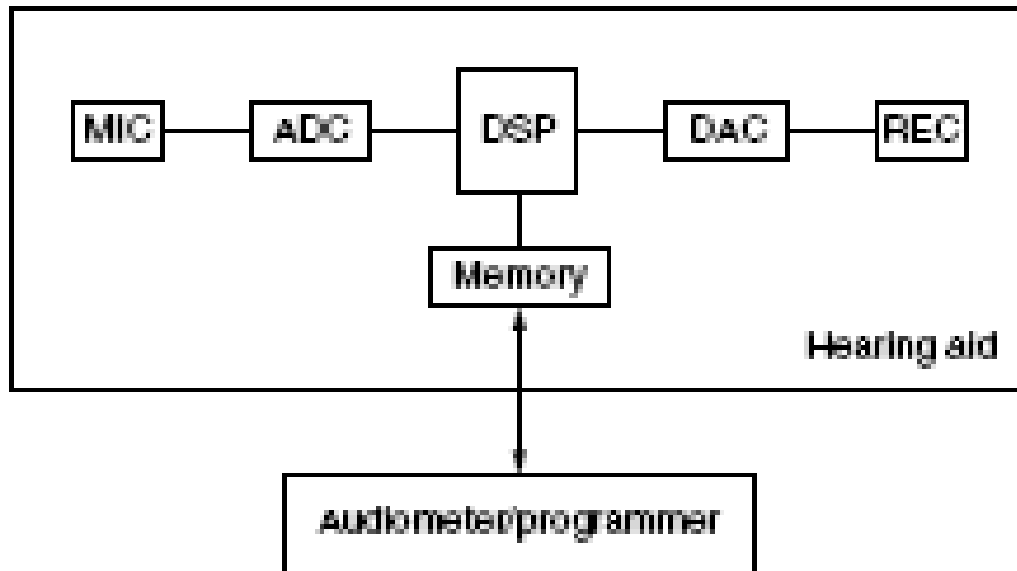 MIC ADC DSP DAC REC
Memory
Hearing aid
Audiometer/programmer